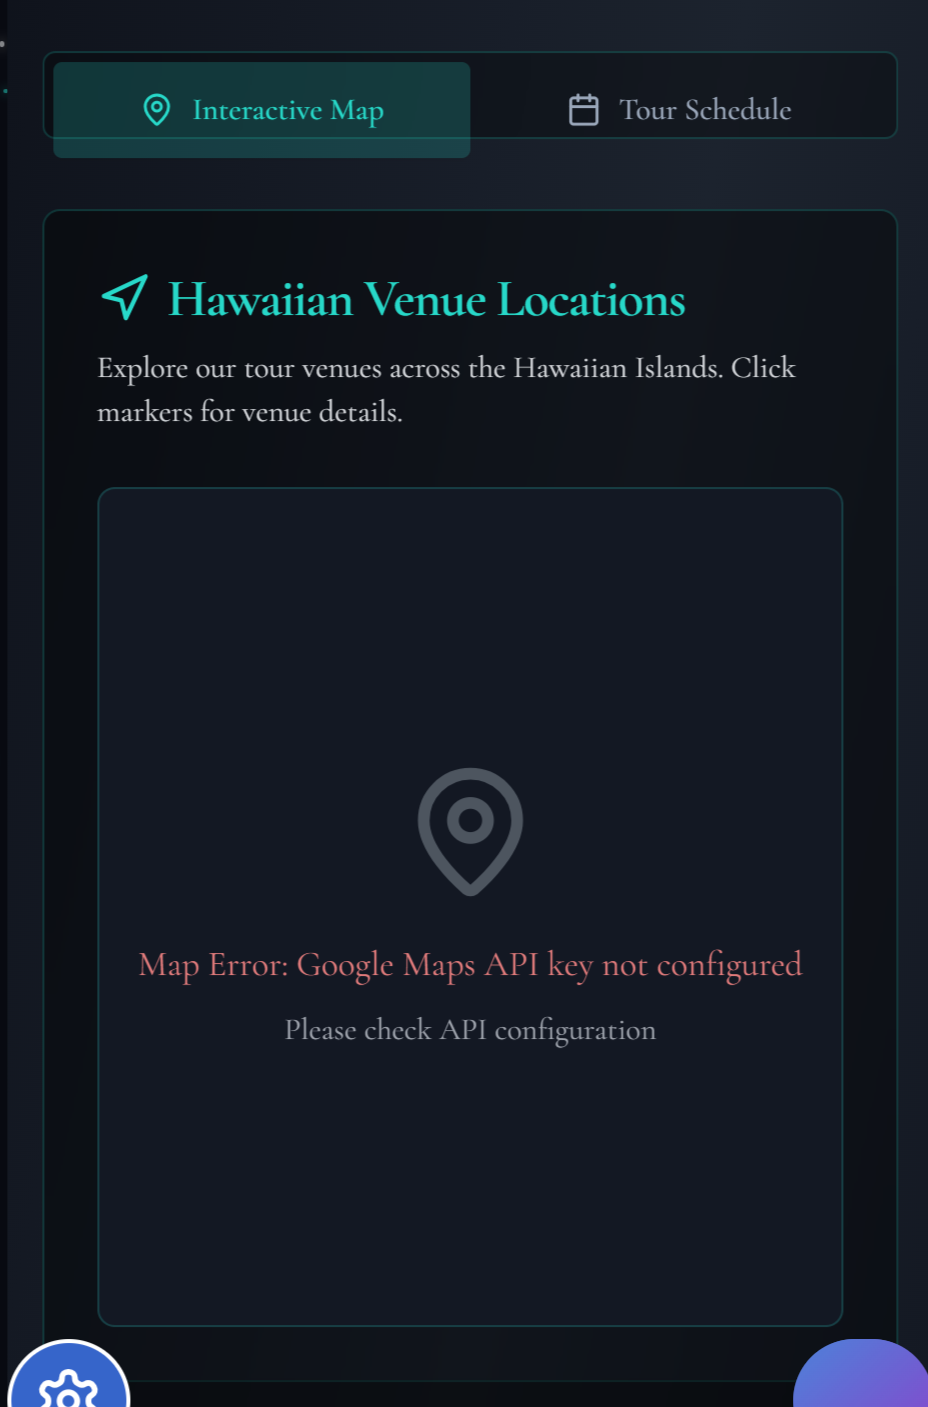 Interactive Map
Tour Schedule
Hawaiian Venue Locations
Explore our tour venues across the Hawaiian Islands. Click
markers for venue details.
Map Error: Google Maps API key not configured
Please check API configuration